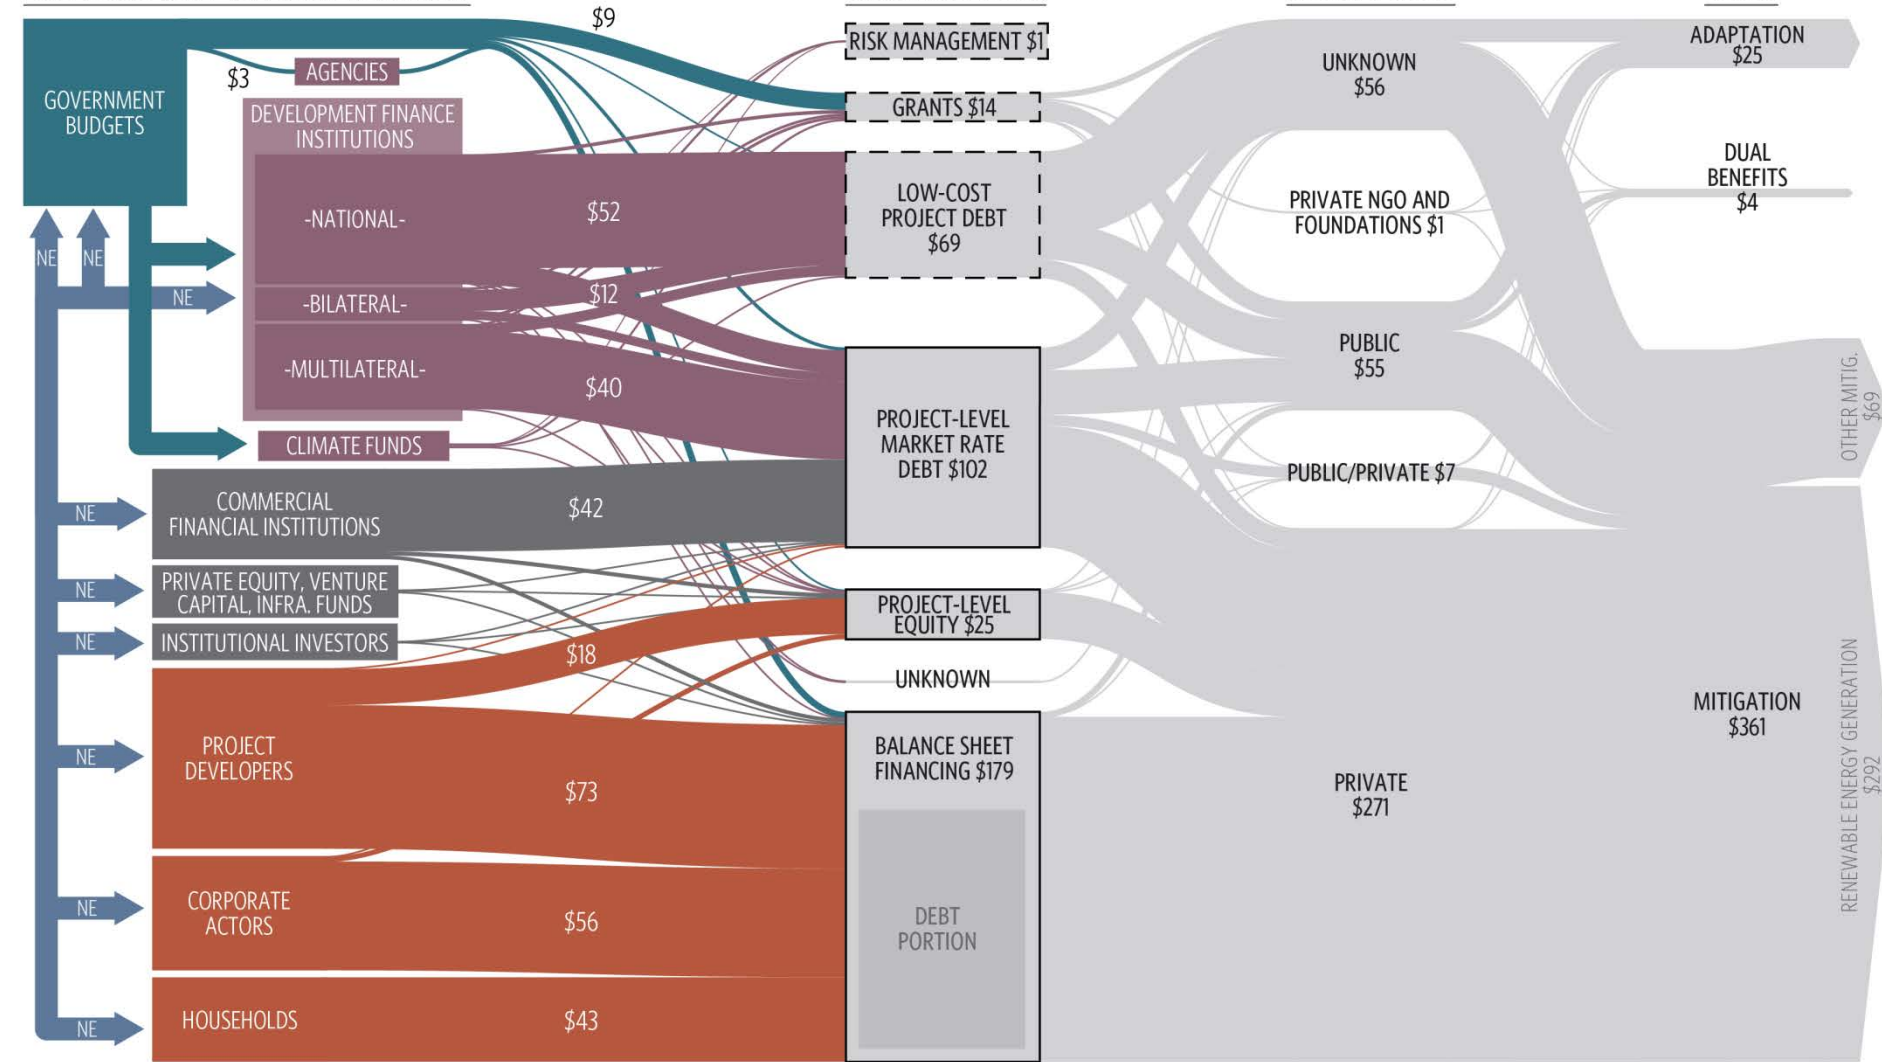 $9
$3
AGENCIES
GOVERNMENT
BUDGETS
DEVELOPMENT FINANCE
INSTITUTIONS
-NATIONAL-
$52
-BILATERAL-
$12
-MULTILATERAL-
$40
CLIMATE FUNDS
NE
NE
NE
NE
COMMERCIAL
FINANCIAL INSTITUTIONS
$42
NE
PRIVATE EQUITY, VENTURE
CAPITAL, INFRA. FUNDS
NE
INSTITUTIONAL INVESTORS
$18
NE
PROJECT
DEVELOPERS
$73
NE
CORPORATE
ACTORS
$56
NE
HOUSEHOLDS
$43
RISK MANAGEMENT $1
GRANTS $14
LOW-COST
PROJECT DEBT
$69
PROJECT-LEVEL
MARKET RATE
DEBT $102
PROJECT-LEVEL
EQUITY $25
UNKNOWN
BALANCE SHEET
FINANCING $179
DEBT
PORTION
UNKNOWN
$56
PRIVATE NGO AND
FOUNDATIONS $1
PUBLIC
$55
PUBLIC/PRIVATE $7
PRIVATE
$271
ADAPTATION
$25
DUAL
BENEFITS
$4
MITIGATION
$361
OTHER MITIG.
$69
RENEWABLE ENERGY GENERATION
$292